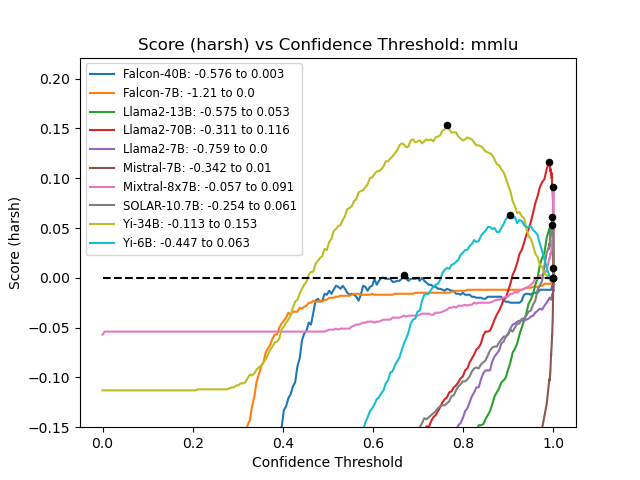 Score (harsh) vs Confidence Threshold: mmlu
Falcon-40B: -0.576 to 0.003
Falcon-7B: -1.21 to 0.0
Llama2-13B: -0.575 to 0.053
Llama2-70B: -0.311 to 0.116
Llama2-7B: -0.759 to 0.0
Mistral-7B: -0.342 to 0.01
Mixtral-8x7B: -0.057 to 0.091
SOLAR-10.7B: -0.254 to 0.061
Yi-34B: -0.113 to 0.153
Yi-6B: -0.447 to 0.063
Score (harsh)
0.20
0.15
0.10
0.05
0.00
−0.05
−0.10
−0.15
0.0 0.2 0.4 0.6 0.8 1.0
Confidence Threshold